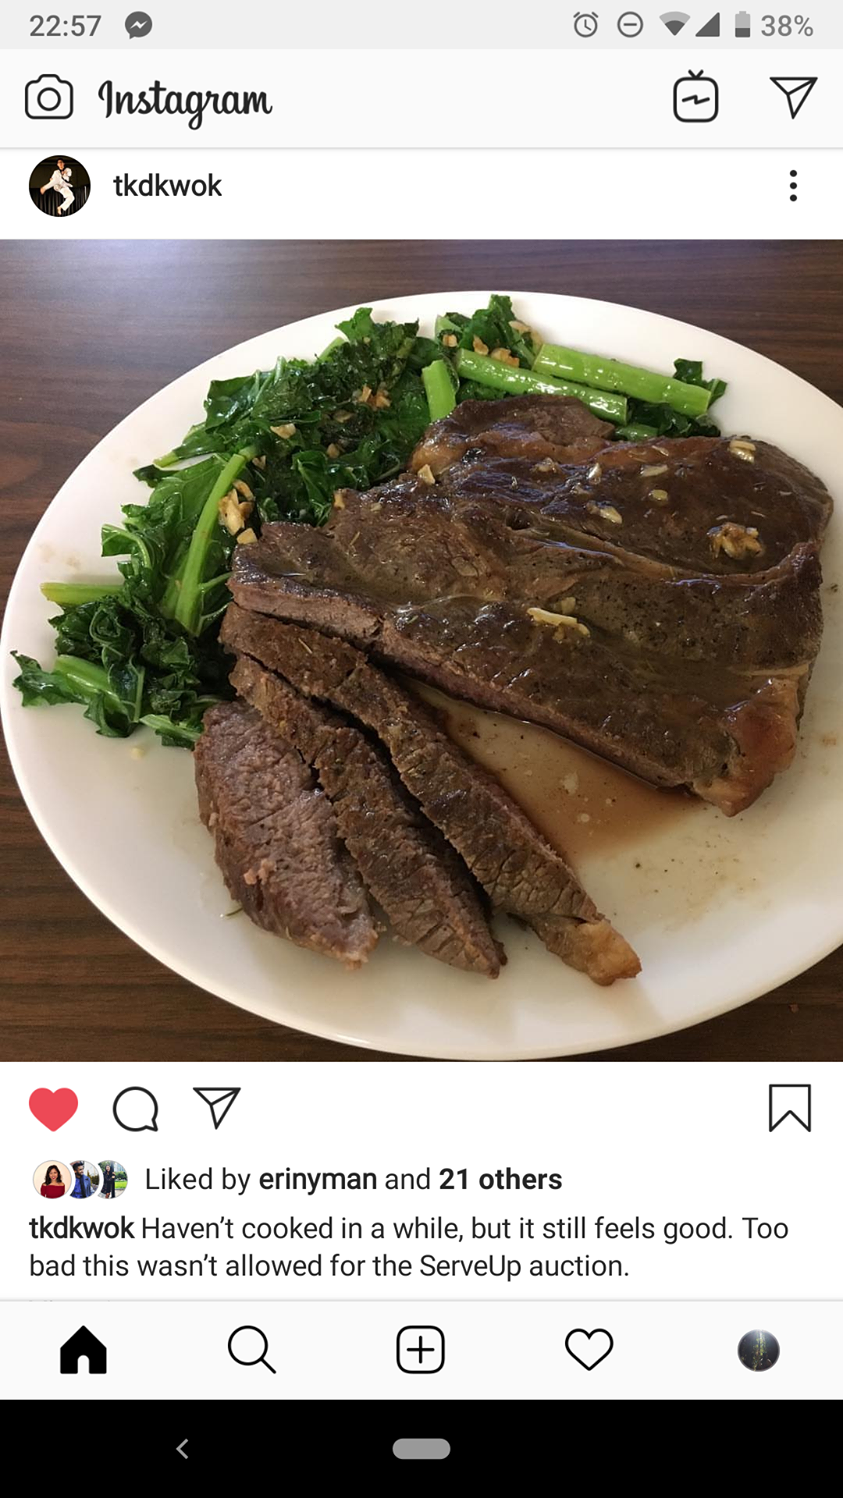 22:57 38%
Instagram
tkdkwok
Liked by erinyman and 21 others
tkdkwok Haven't cooked in a while, but it still feels good. Too
bad this wasn't allowed for the ServeUp auction.